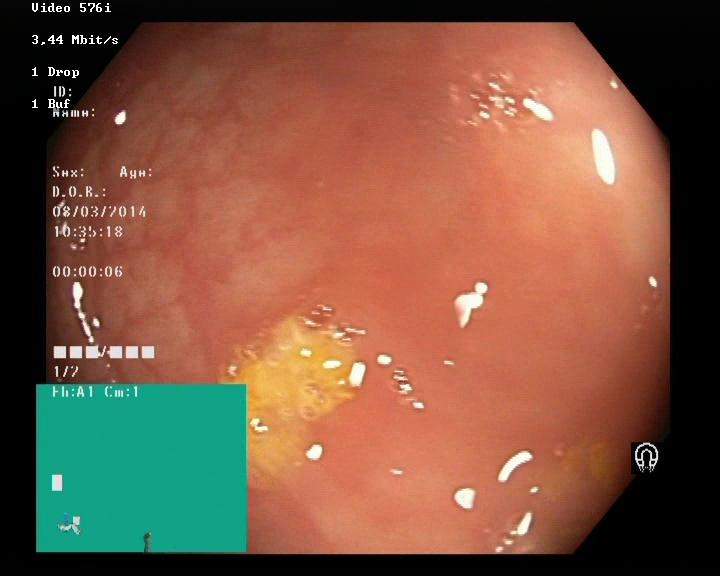 Video 576i
3,44 Mbit/s
1 Drop
ID:
1 Buf
Name:
Sex: Age:
D.O.R.:
08/03/2014
10:35:18
00:00:06
1/2
Eh:A1 Cm:1